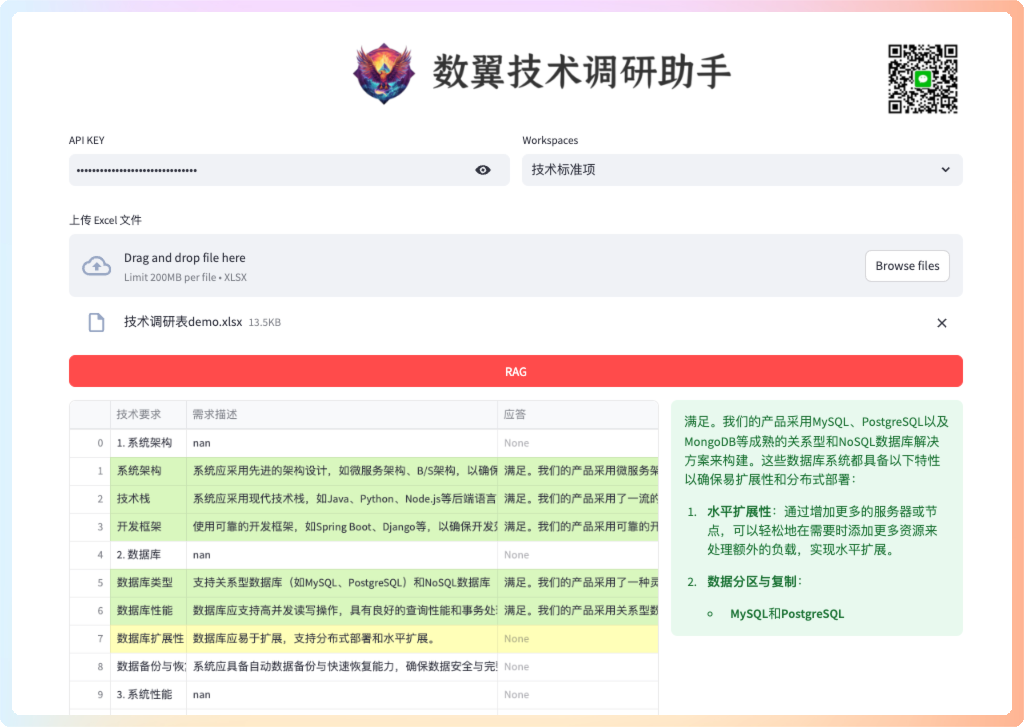 数翼技术调研助手
API KEY
Workspaces
••••••••••••••••••••••••••••••••
技术标准项
上传 Excel 文件
Drag and drop file here
Limit 200MB per file • XLSX
Browse files
技术调研表demo.xlsx 13.5KB
RAG
技术要求 需求描述 应答
0 1. 系统架构 nan None
1 系统架构 系统应采用先进的架构设计，如微服务架构、B/S架构，以确保 满足。我们的产品采用微服务架
2 技术栈 系统应采用现代技术栈，如Java、Python、Node.js等后端语言 满足。我们的产品采用了一流的
3 开发框架 使用可靠的开发框架，如Spring Boot、Django等，以确保开发效 满足。我们的产品采用可靠的开
4 2. 数据库 nan None
5 数据库类型 支持关系型数据库（如MySQL、PostgreSQL）和NoSQL数据库 满足。我们的产品采用了一种灵
6 数据库性能 数据库应支持高并发读写操作，具有良好的查询性能和事务处 满足。我们的产品采用关系型数
7 数据库扩展性 数据库应易于扩展，支持分布式部署和水平扩展。 None
8 数据备份与恢 系统应具备自动数据备份与快速恢复能力，确保数据安全与完 None
9 3. 系统性能 nan None
满足。我们的产品采用MySQL、PostgreSQL以及
MongoDB等成熟的关系型和NoSQL数据库解决
方案来构建。这些数据库系统都具备以下特性
以确保易扩展性和分布式部署：
1. 水平扩展性：通过增加更多的服务器或节
点，可以轻松地在需要时添加更多资源来
处理额外的负载，实现水平扩展。
2. 数据分区与复制：
○ MySQL和PostgreSQL